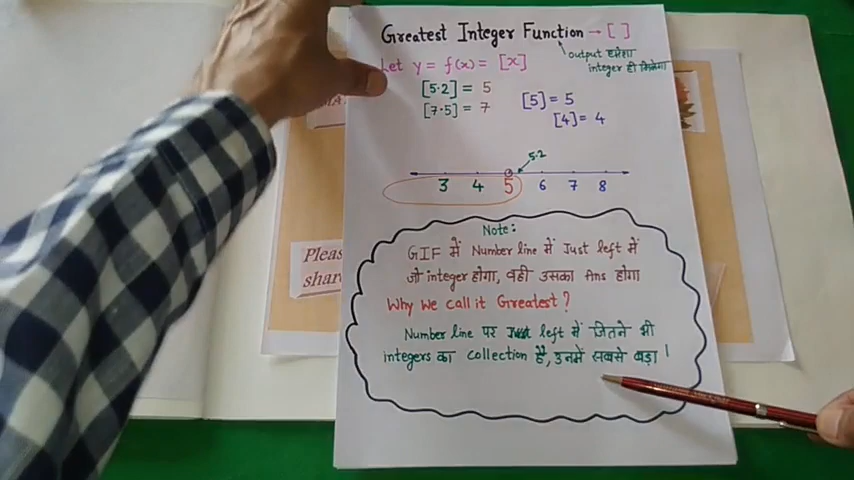 Greatest Integer Function → [ ]
output हमेशा
integer ही मिलेगा
Let y = f(x) = [x]
[5.2] = 5
[7.5] = 7
[5] = 5
[4] = 4
5.2
3 4 5 6 7 8
Note:
GIF में Number line में Just left में
जो integer होगा, वही उसका Ans होगा
Why we call it Greatest?
Number line पर Just left में जितने भी
integers का collection है, उनमें सबसे बड़ा।
Pleas
share